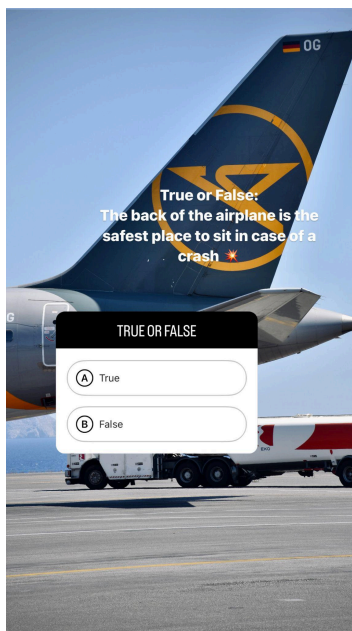 OG
True or False:
The back of the airplane is the
safest place to sit in case of a
crash 💥
G
TRUE OR FALSE
A True
B False
EKO